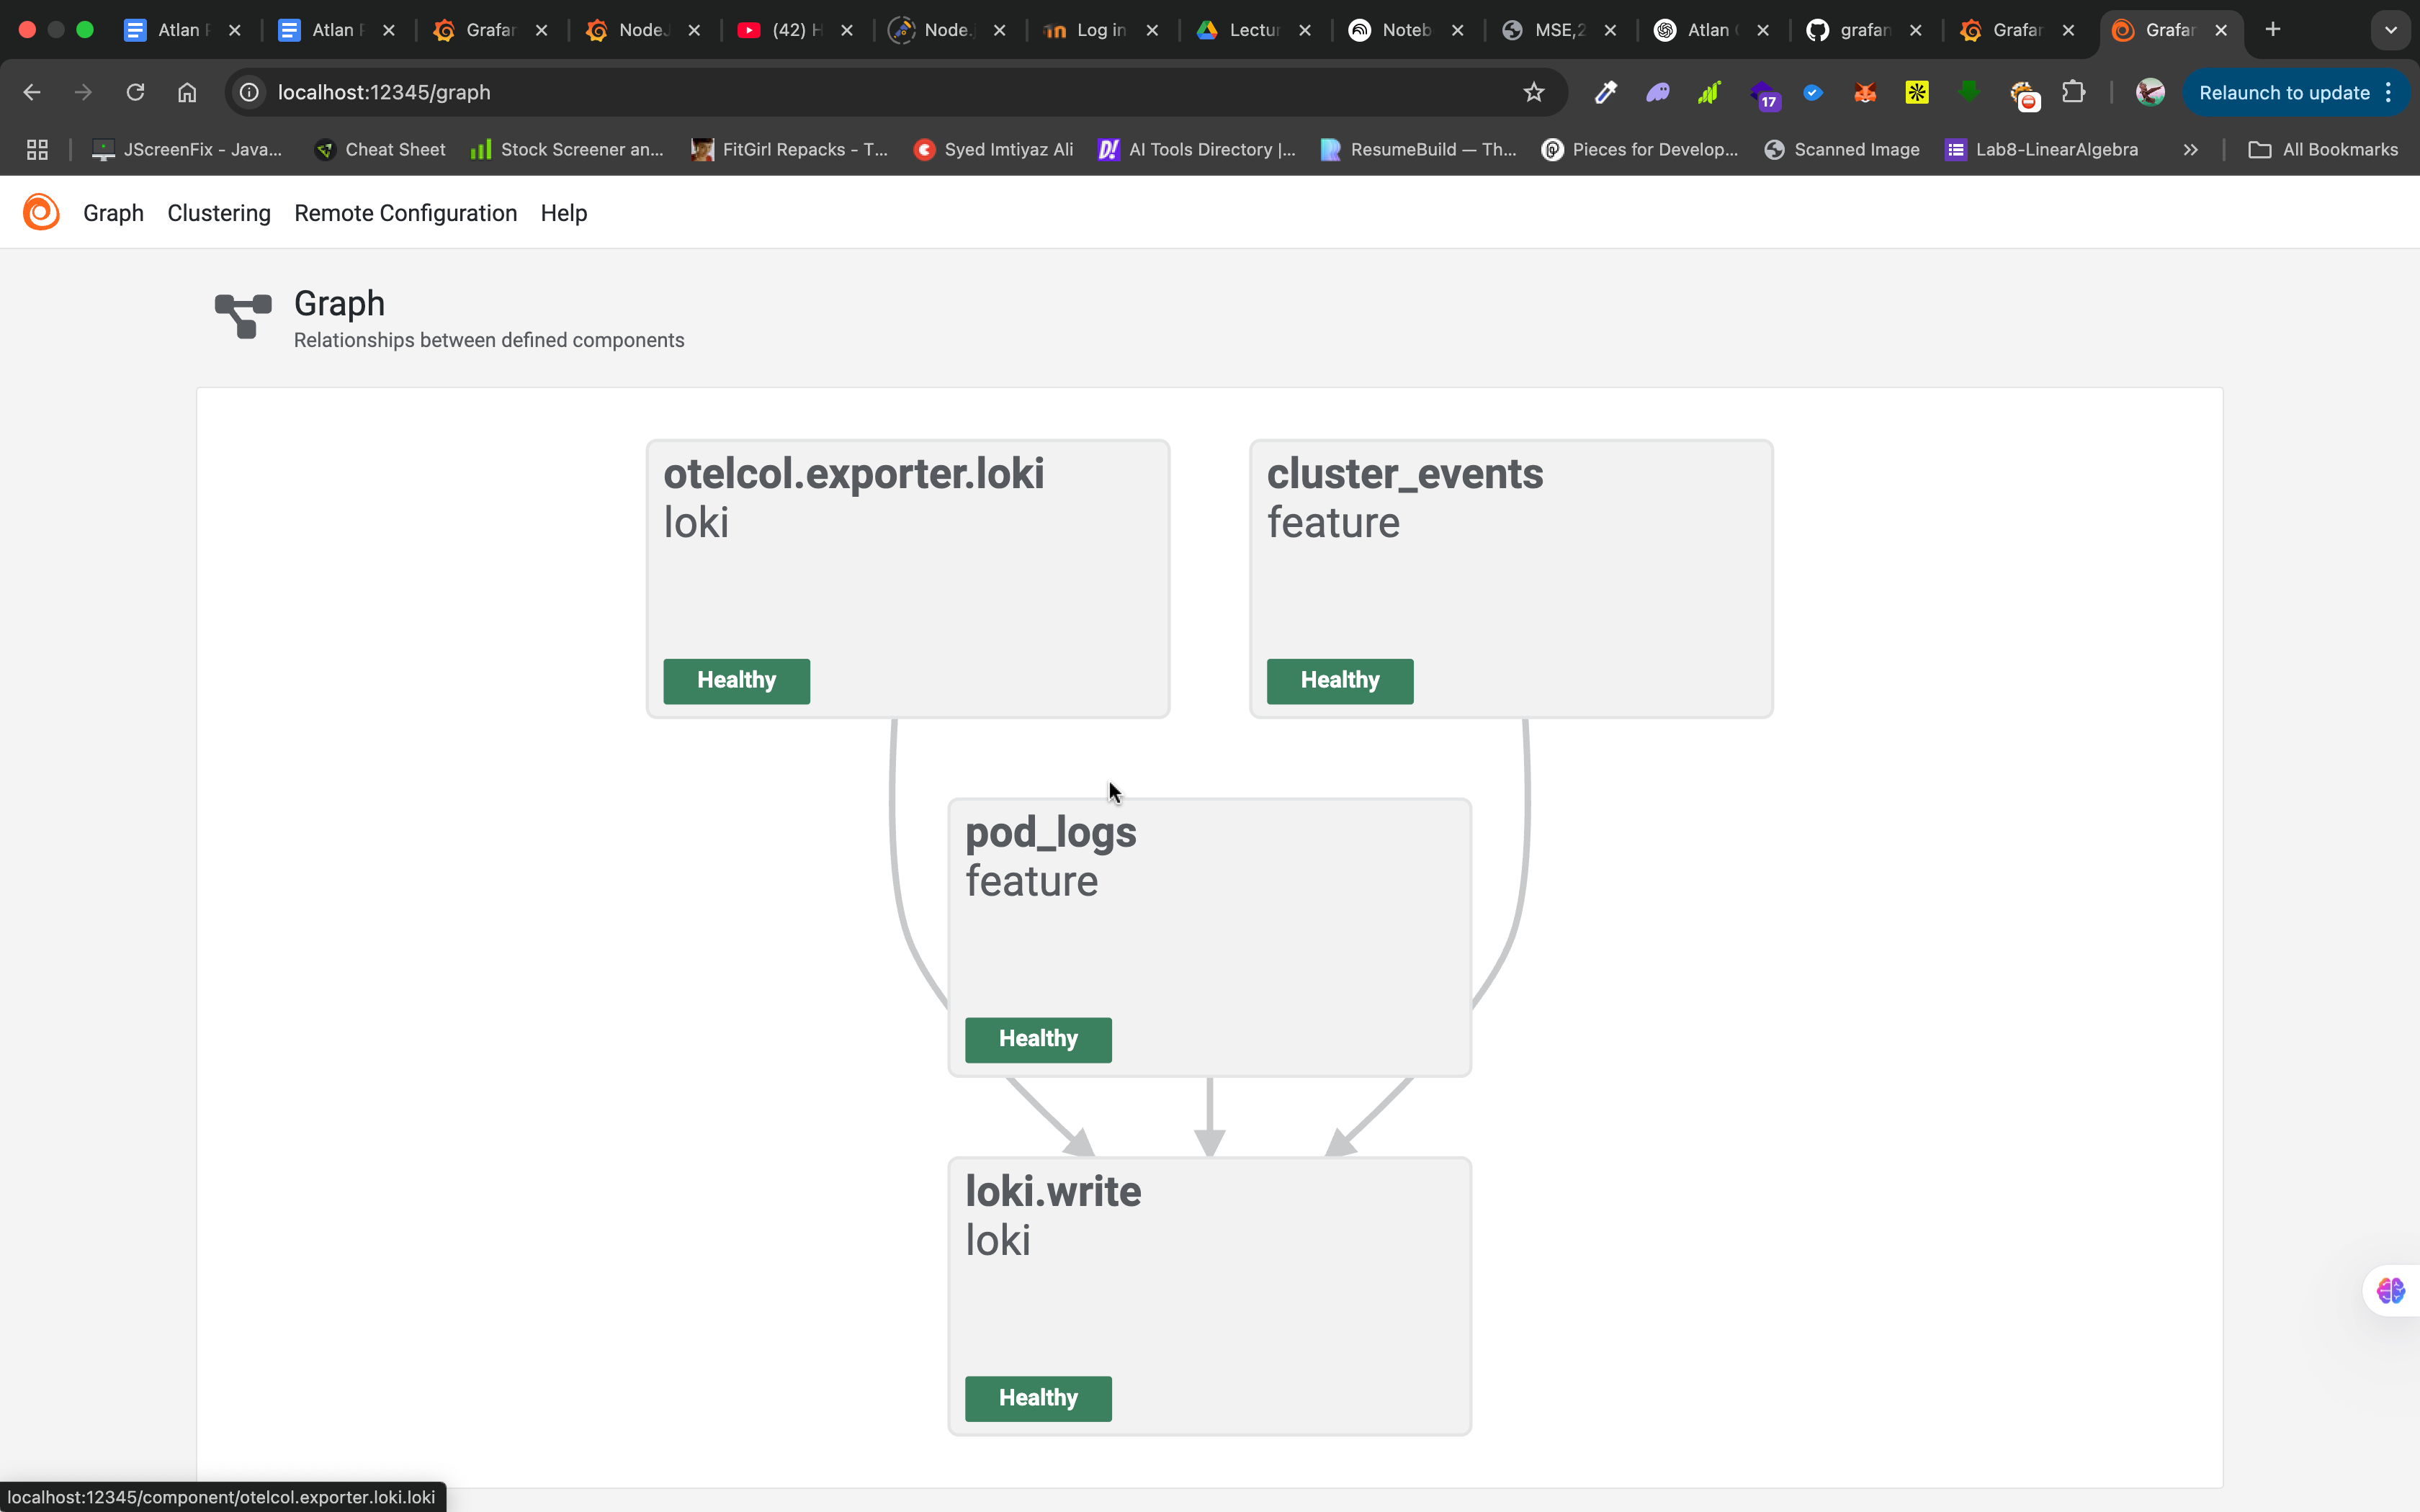 Atlan
Atlan
Grafan
NodeJ
(42) H
Node.
Log in
Lectur
Noteb
MSE,2
Atlan
grafan
Grafan
Grafan
localhost:12345/graph
17
Relaunch to update
JScreenFix - Java...
Cheat Sheet
Stock Screener an...
FitGirl Repacks - T...
Syed Imtiyaz Ali
AI Tools Directory |...
ResumeBuild — Th...
Pieces for Develop...
Scanned Image
Lab8-LinearAlgebra
All Bookmarks
Graph
Clustering
Remote Configuration
Help
Graph
Relationships between defined components
otelcol.exporter.loki
loki
Healthy
cluster_events
feature
Healthy
pod_logs
feature
Healthy
loki.write
loki
Healthy
localhost:12345/component/otelcol.exporter.loki.loki